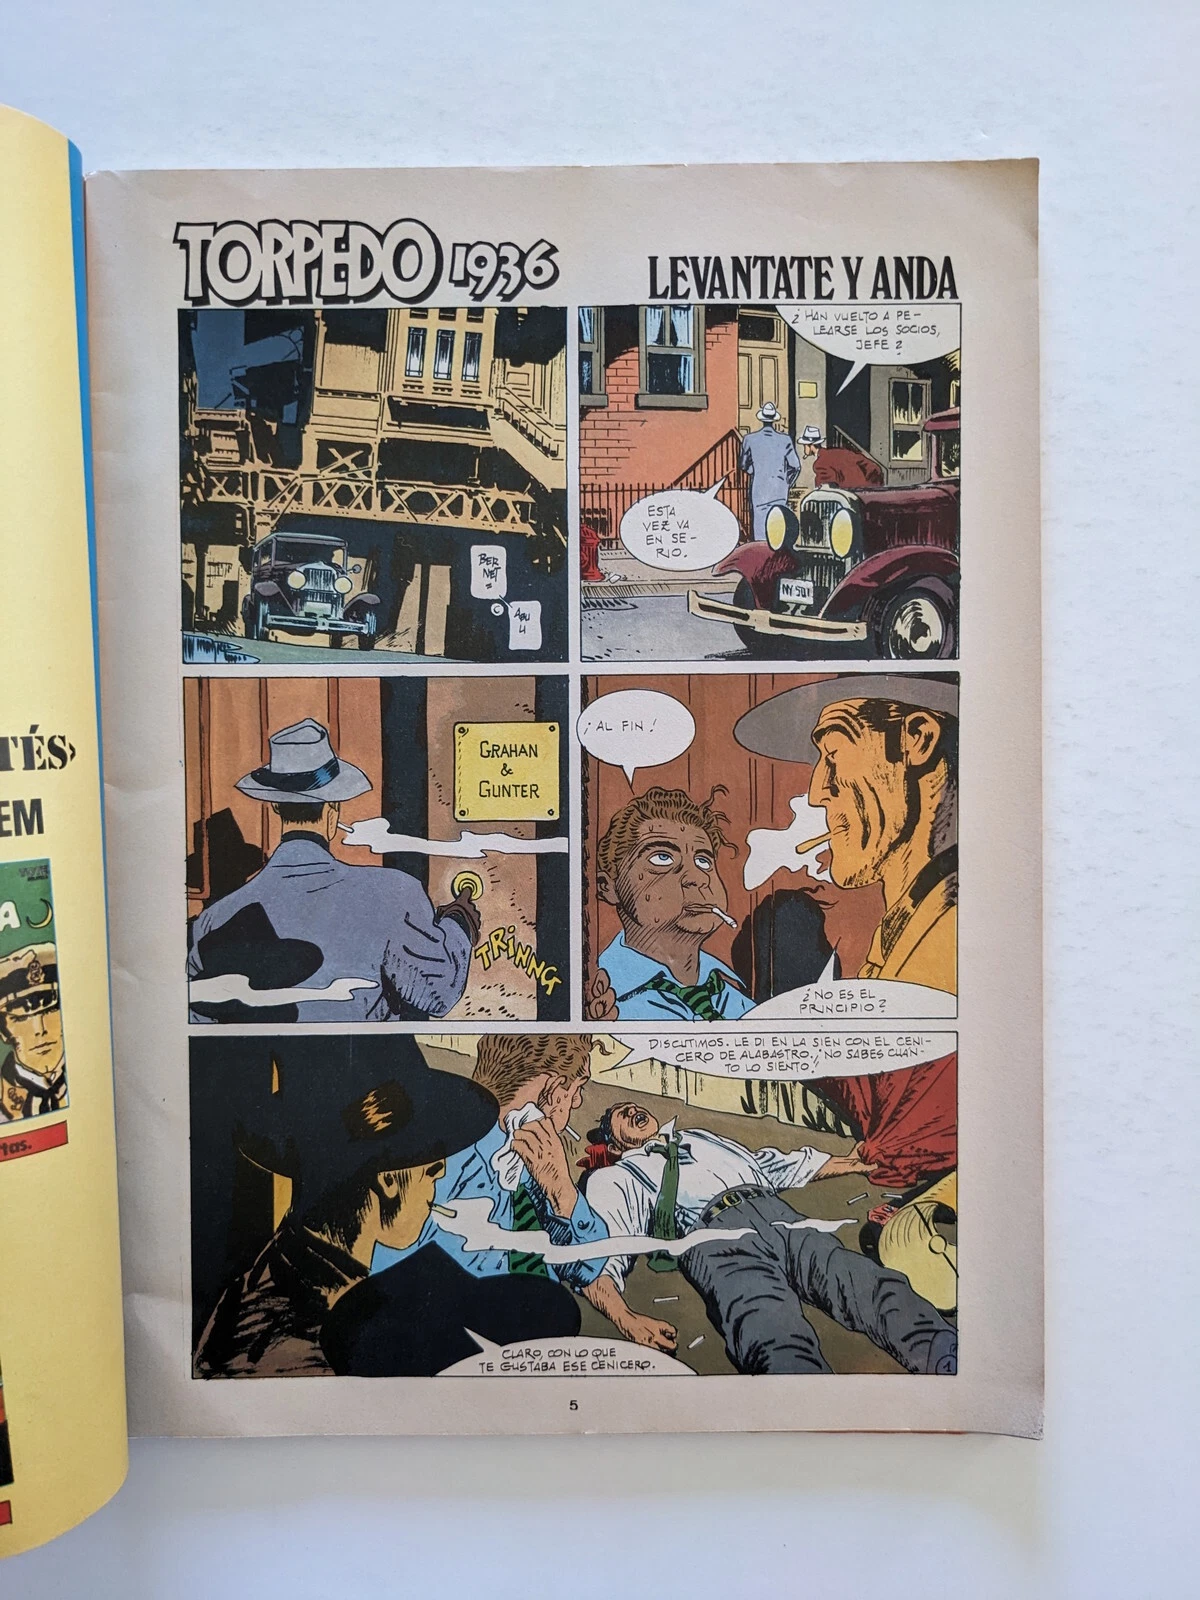 TÉS›
EM
A
tas.
TORPEDO 1936
LEVANTATE Y ANDA
BER
NET
©
ABU
LI
¿HAN VUELTO A PE-
LEARSE LOS SOCIOS,
JEFE?
ESTA
VEZ VA
EN SE-
RIO.
GRAHAN
&
GUNTER
TRINNG
¡AL FIN!
¿NO ES EL
PRINCIPIO?
DISCUTIMOS. LE DI EN LA SIEN CON EL CENI-
CERO DE ALABASTRO. ¡NO SABES CUAN-
TO LO SIENTO!
CLARO, CON LO QUE
TE GUSTABA ESE CENICERO.
1
5